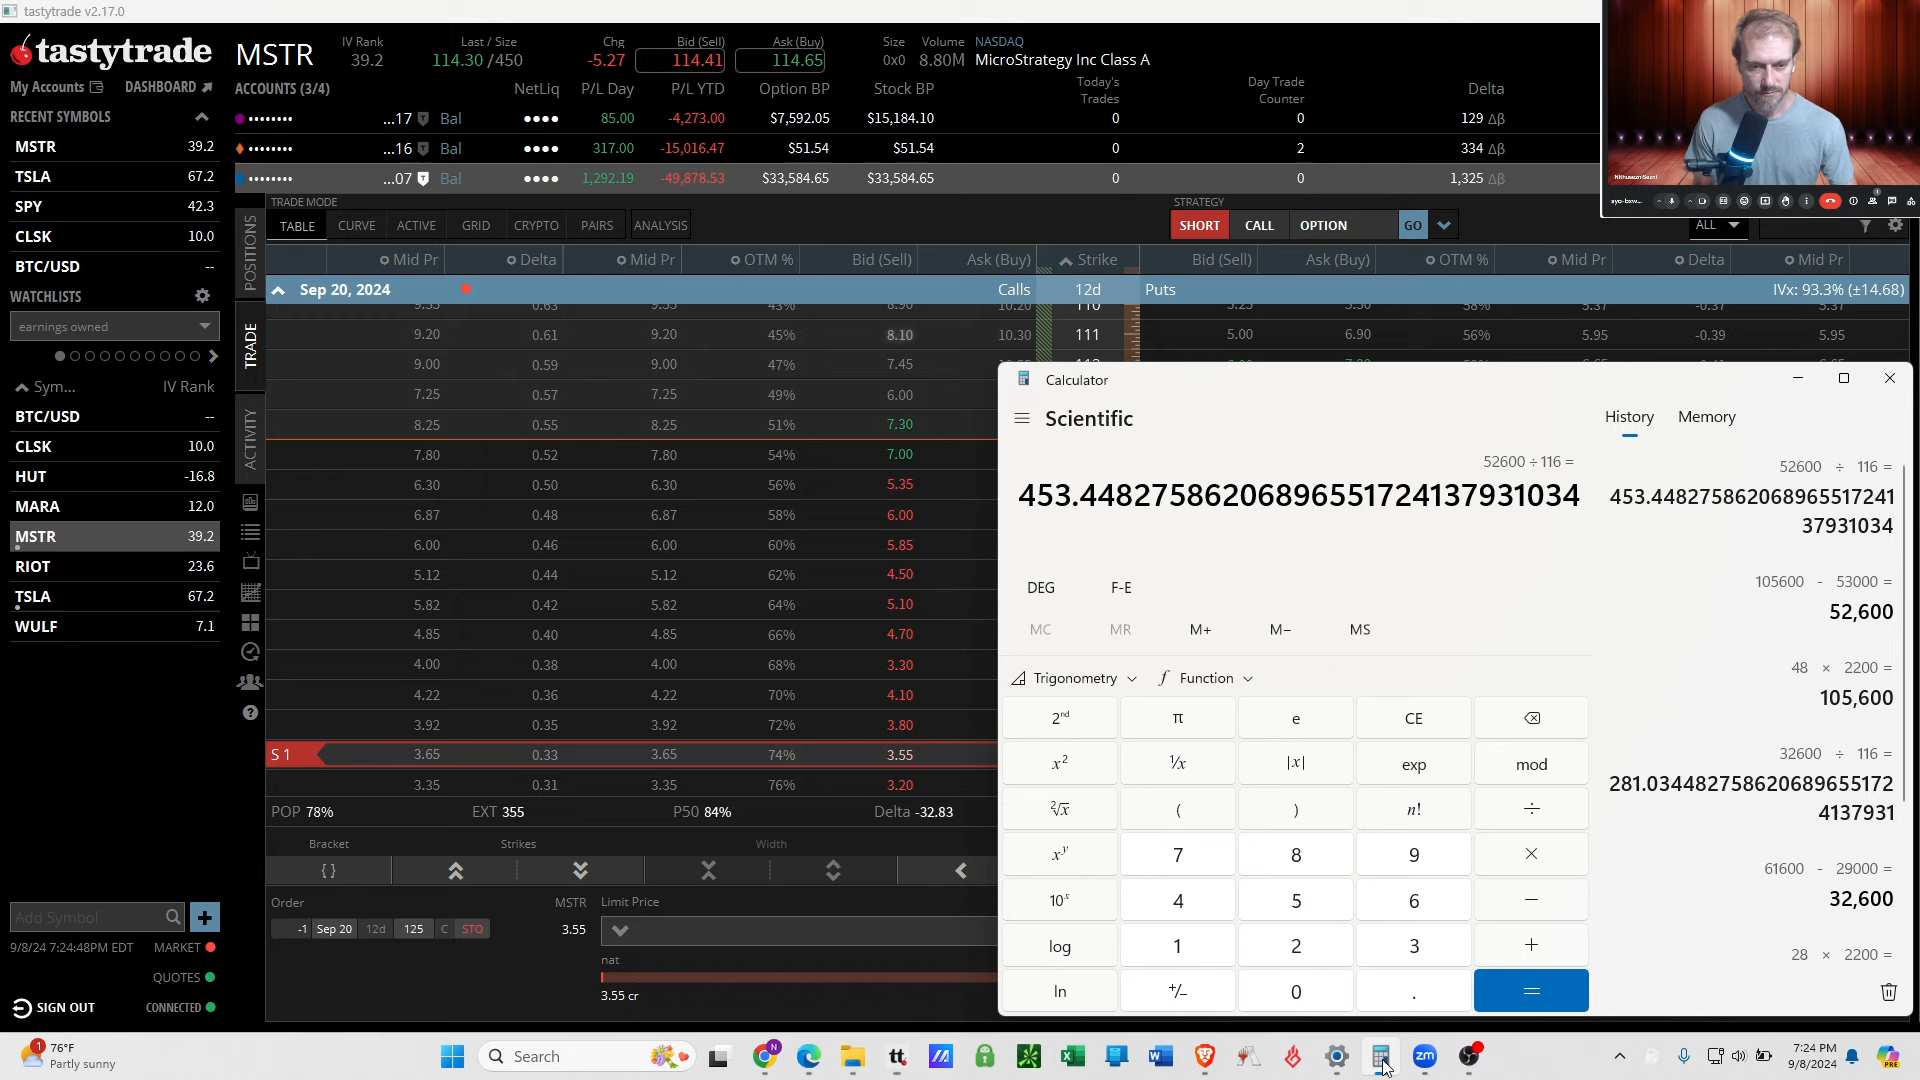 tastytrade v2.17.0
tastytrade
MSTR
IV Rank
39.2
Last / Size
114.30 /450
Chg
-5.27
Bid (Sell)
114.41
Ask (Buy)
114.65
Size
0x0
Volume
8.80M
NASDAQ
MicroStrategy Inc Class A
My Accounts
DASHBOARD
ACCOUNTS (3/4)
NetLiq
P/L Day
P/L YTD
Option BP
Stock BP
Today's
Trades
Day Trade
Counter
Delta
...17 Bal 85.00 -4,273.00 $7,592.05 $15,184.10 0 0 129 Δβ
...16 Bal 317.00 -15,016.47 $51.54 $51.54 0 2 334 Δβ
...07 Bal 1,292.19 -49,878.53 $33,584.65 $33,584.65 0 0 1,325 Δβ
RECENT SYMBOLS
MSTR 39.2
TSLA 67.2
SPY 42.3
CLSK 10.0
BTC/USD --
WATCHLISTS
earnings owned
Sym... IV Rank
BTC/USD --
CLSK 10.0
HUT -16.8
MARA 12.0
MSTR 39.2
RIOT 23.6
TSLA 67.2
WULF 7.1
Add Symbol
9/8/24 7:24:48PM EDT MARKET
QUOTES
SIGN OUT CONNECTED
POSITIONS
TRADE
ACTIVITY
TRADE MODE
TABLE CURVE ACTIVE GRID CRYPTO PAIRS ANALYSIS
STRATEGY
SHORT CALL OPTION GO
ALL
Mid Pr Delta Mid Pr OTM % Bid (Sell) Ask (Buy) Strike Bid (Sell) Ask (Buy) OTM % Mid Pr Delta Mid Pr
Sep 20, 2024 Calls 12d Puts IVx: 93.3% (±14.68)
9.20 0.61 9.20 45% 8.10 10.30 111 5.00 6.90 56% 5.95 -0.39 5.95
9.00 0.59 9.00 47% 7.45
7.25 0.57 7.25 49% 6.00
8.25 0.55 8.25 51% 7.30
7.80 0.52 7.80 54% 7.00
6.30 0.50 6.30 56% 5.35
6.87 0.48 6.87 58% 6.00
6.00 0.46 6.00 60% 5.85
5.12 0.44 5.12 62% 4.50
5.82 0.42 5.82 64% 5.10
4.85 0.40 4.85 66% 4.70
4.00 0.38 4.00 68% 3.30
4.22 0.36 4.22 70% 4.10
3.92 0.35 3.92 72% 3.80
S 1 3.65 0.33 3.65 74% 3.55
3.35 0.31 3.35 76% 3.20
POP 78% EXT 355 P50 84% Delta -32.83
Bracket Strikes Width
{ }
Order MSTR Limit Price
-1 Sep 20 12d 125 C STO 3.55
nat
3.55 cr
Calculator
Scientific
History Memory
52600 ÷ 116 =
453.44827586206896551724137931034
DEG F-E
MC MR M+ M− MS
Trigonometry Function
2nd π e CE
x² ¹/x |x| exp mod
²√x ( ) n! ÷
xʸ 7 8 9 ×
10ˣ 4 5 6 −
log 1 2 3 +
ln +/− 0 . =
52600 ÷ 116 =
453.448275862068965517241
37931034
105600 - 53000 =
52,600
48 × 2200 =
105,600
32600 ÷ 116 =
281.034482758620689655172
4137931
61600 - 29000 =
32,600
28 × 2200 =
76°F
Partly sunny
Search
7:24 PM
9/8/2024